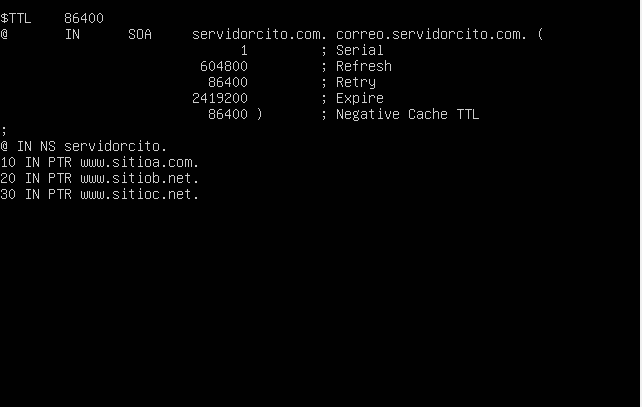 $TTL    86400
@       IN      SOA     servidorcito.com. correo.servidorcito.com. (
                              1         ; Serial
                         604800         ; Refresh
                          86400         ; Retry
                        2419200         ; Expire
                          86400 )       ; Negative Cache TTL
;
@ IN NS servidorcito.
10 IN PTR www.sitioa.com.
20 IN PTR www.sitiob.net.
30 IN PTR www.sitioc.net.